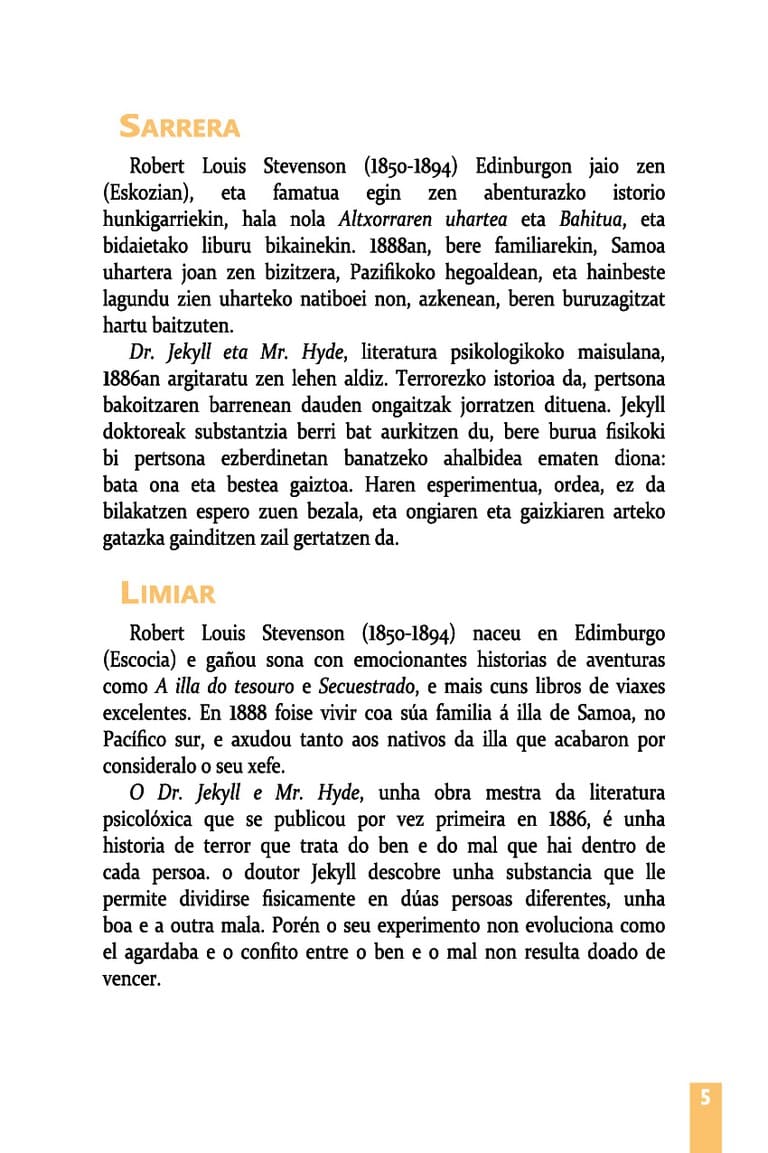 SARRERA
Robert Louis Stevenson (1850-1894) Edinburgon jaio zen
(Eskozian), eta famatua egin zen abenturazko istorio
hunkigarriekin, hala nola Altxorraren uhartea eta Bahitua, eta
bidaietako liburu bikainekin. 1888an, bere familiarekin, Samoa
uhartera joan zen bizitzera, Pazifikoko hegoaldean, eta hainbeste
lagundu zien uharteko natiboei non, azkenean, beren buruzagitzat
hartu baitzuten.
Dr. Jekyll eta Mr. Hyde, literatura psikologikoko maisulana,
1886an argitaratu zen lehen aldiz. Terrorezko istorioa da, pertsona
bakoitzaren barrenean dauden ongaitzak jorratzen dituena. Jekyll
doktoreak substantzia berri bat aurkitzen du, bere burua fisikoki
bi pertsona ezberdinetan banatzeko ahalbidea ematen diona:
bata ona eta bestea gaiztoa. Haren esperimentua, ordea, ez da
bilakatzen espero zuen bezala, eta ongiaren eta gaizkiaren arteko
gatazka gainditzen zail gertatzen da.
LIMIAR
Robert Louis Stevenson (1850-1894) naceu en Edimburgo
(Escocia) e gañou sona con emocionantes historias de aventuras
como A illa do tesouro e Secuestrado, e mais cuns libros de viaxes
excelentes. En 1888 foise vivir coa súa familia á illa de Samoa, no
Pacífico sur, e axudou tanto aos nativos da illa que acabaron por
consideralo o seu xefe.
O Dr. Jekyll e Mr. Hyde, unha obra mestra da literatura
psicolóxica que se publicou por vez primeira en 1886, é unha
historia de terror que trata do ben e do mal que hai dentro de
cada persoa. o doutor Jekyll descobre unha substancia que lle
permite dividirse fisicamente en dúas persoas diferentes, unha
boa e a outra mala. Porén o seu experimento non evoluciona como
el agardaba e o confito entre o ben e o mal non resulta doado de
vencer.
5